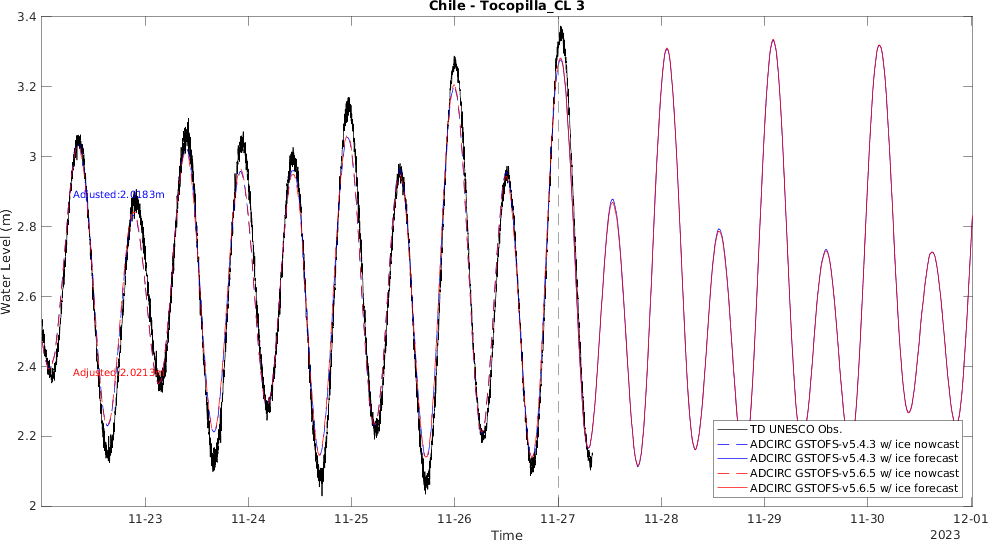 Chile - Tocopilla_CL 3
3.4
3.2
3
2.8
2.6
2.4
2.2
2
Water Level (m)
Adjusted:2.0183m
Adjusted:2.0213m
TD UNESCO Obs.
ADCIRC GSTOFS-v5.4.3 w/ ice nowcast
ADCIRC GSTOFS-v5.4.3 w/ ice forecast
ADCIRC GSTOFS-v5.6.5 w/ ice nowcast
ADCIRC GSTOFS-v5.6.5 w/ ice forecast
11-23 11-24 11-25 11-26 11-27 11-28 11-29 11-30 12-01
Time
2023